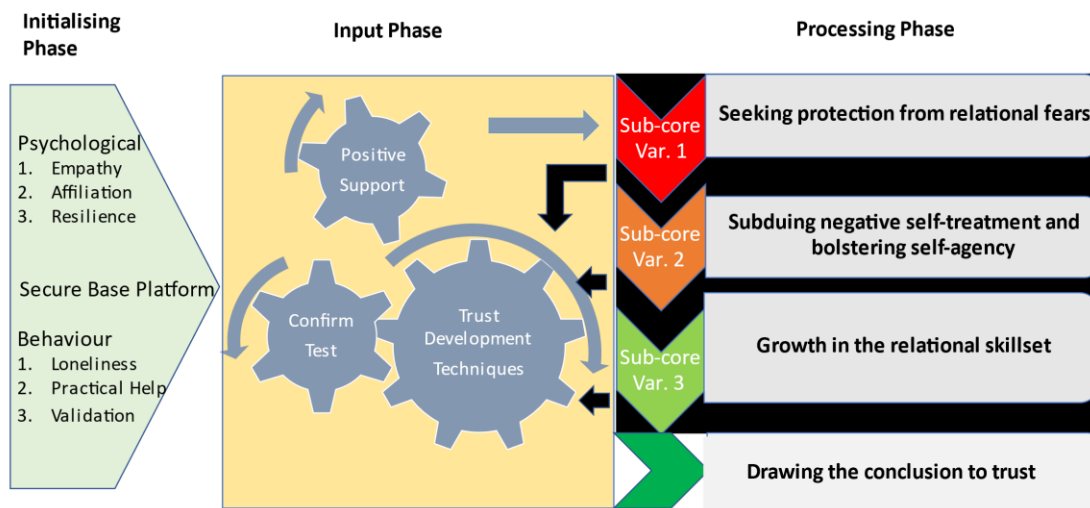 Initialising
Phase
Input Phase
Processing Phase
Psychological
1. Empathy
2. Affiliation
3. Resilience
Secure Base Platform
Behaviour
1. Loneliness
2. Practical Help
3. Validation
Positive
Support
Confirm
Test
Trust
Development
Techniques
Sub-core
Var. 1
Seeking protection from relational fears
Sub-core
Var. 2
Subduing negative self-treatment and
bolstering self-agency
Sub-core
Var. 3
Growth in the relational skillset
Drawing the conclusion to trust